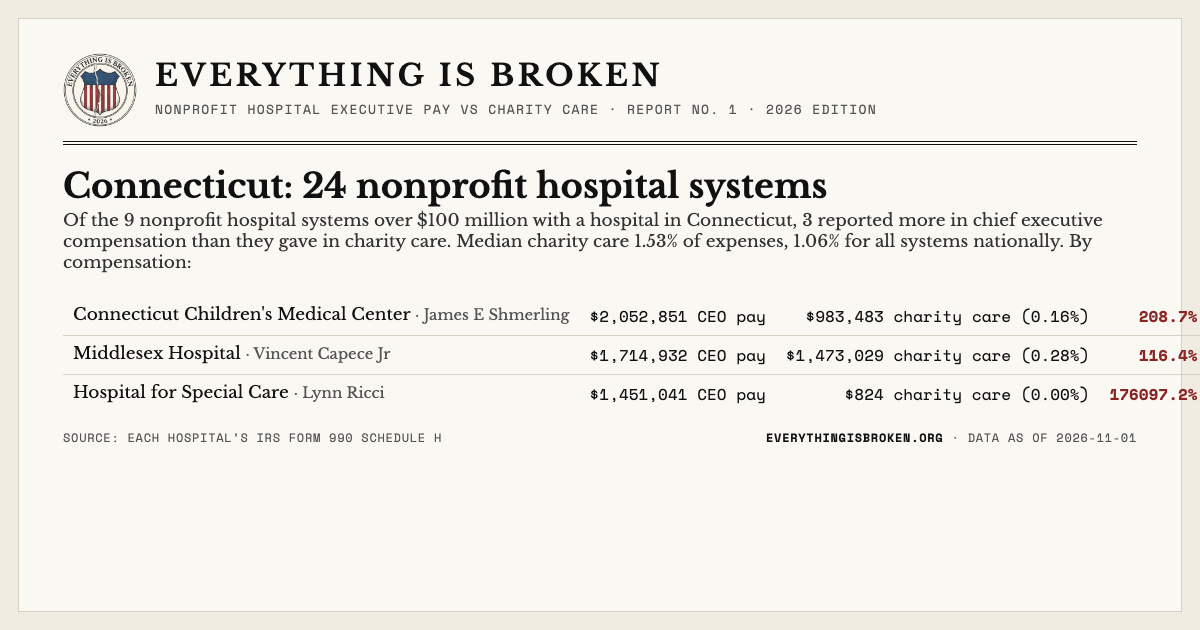 EVERYTHING IS BROKEN
· 2026 ·
EVERYTHING IS BROKEN
NONPROFIT HOSPITAL EXECUTIVE PAY VS CHARITY CARE · REPORT NO. 1 · 2026 EDITION
Connecticut: 24 nonprofit hospital systems
Of the 9 nonprofit hospital systems over $100 million with a hospital in Connecticut, 3 reported more in chief executive
compensation than they gave in charity care. Median charity care 1.53% of expenses, 1.06% for all systems nationally. By
compensation:
Connecticut Children's Medical Center · James E Shmerling $2,052,851 CEO pay $983,483 charity care (0.16%) 208.7%
Middlesex Hospital · Vincent Capece Jr $1,714,932 CEO pay $1,473,029 charity care (0.28%) 116.4%
Hospital for Special Care · Lynn Ricci $1,451,041 CEO pay $824 charity care (0.00%) 176097.2%
SOURCE: EACH HOSPITAL’S IRS FORM 990 SCHEDULE H EVERYTHINGISBROKEN.ORG · DATA AS OF 2026-11-01